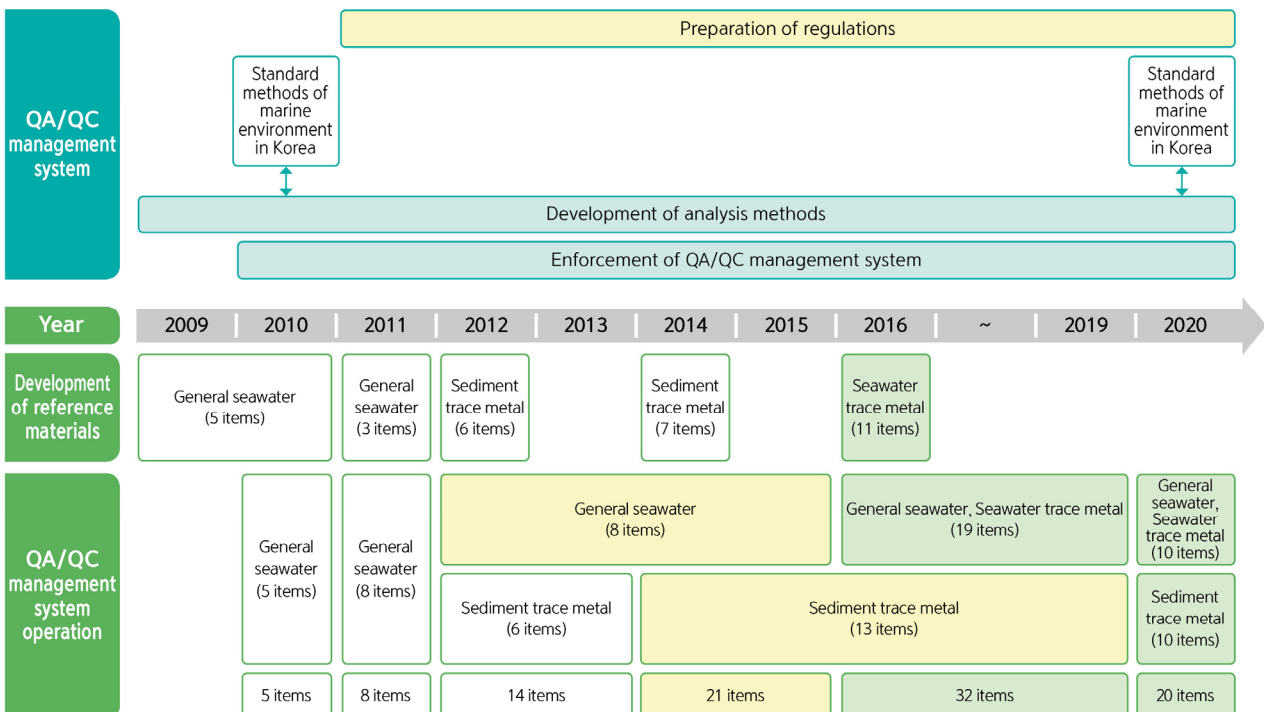 QA/QC
management
system
Preparation of regulations
Standard
methods of
marine
environment
in Korea
Standard
methods of
marine
environment
in Korea
Development of analysis methods
Enforcement of QA/QC management system
Year
2009
2010
2011
2012
2013
2014
2015
2016
~
2019
2020
Development
of reference
materials
General seawater
(5 items)
General
seawater
(3 items)
Sediment
trace metal
(6 items)
Sediment
trace metal
(7 items)
Seawater
trace metal
(11 items)
QA/QC
management
system
operation
General
seawater
(5 items)
General
seawater
(8 items)
General seawater
(8 items)
General seawater, Seawater trace metal
(19 items)
General
seawater,
Seawater
trace metal
(10 items)
Sediment trace metal
(6 items)
Sediment trace metal
(13 items)
Sediment
trace metal
(10 items)
5 items
8 items
14 items
21 items
32 items
20 items